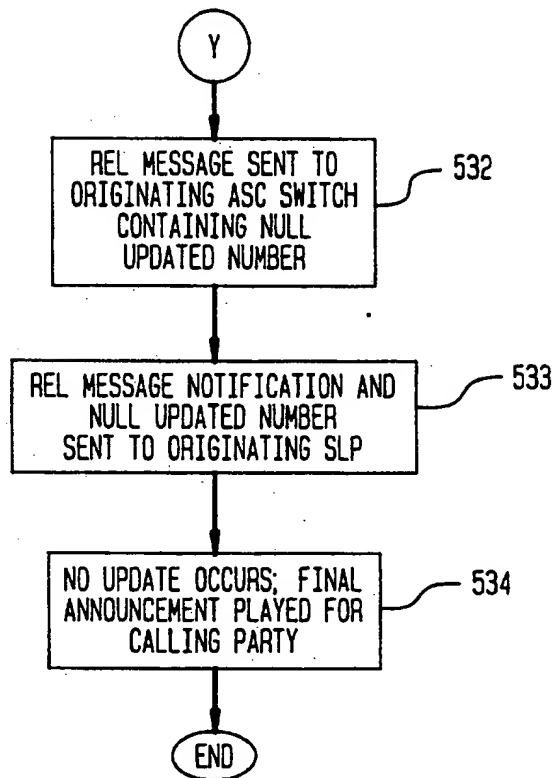 Y
REL MESSAGE SENT TO
ORIGINATING ASC SWITCH
CONTAINING NULL
UPDATED NUMBER
532
REL MESSAGE NOTIFICATION AND
NULL UPDATED NUMBER
SENT TO ORIGINATING SLP
533
NO UPDATE OCCURS; FINAL
ANNOUNCEMENT PLAYED FOR
CALLING PARTY
534
END